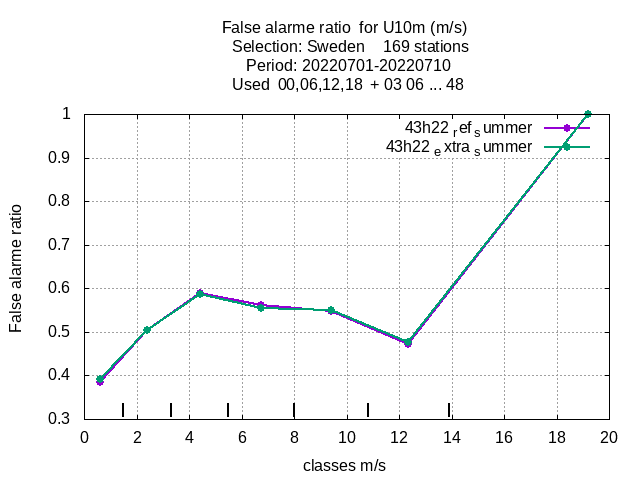 False alarme ratio  for U10m (m/s)
Selection: Sweden    169 stations
Period: 20220701-20220710
Used  00,06,12,18  + 03 06 ... 48
43h22 ref summer
43h22 extra summer
False alarme ratio
1
0.9
0.8
0.7
0.6
0.5
0.4
0.3
0 2 4 6 8 10 12 14 16 18 20
classes m/s